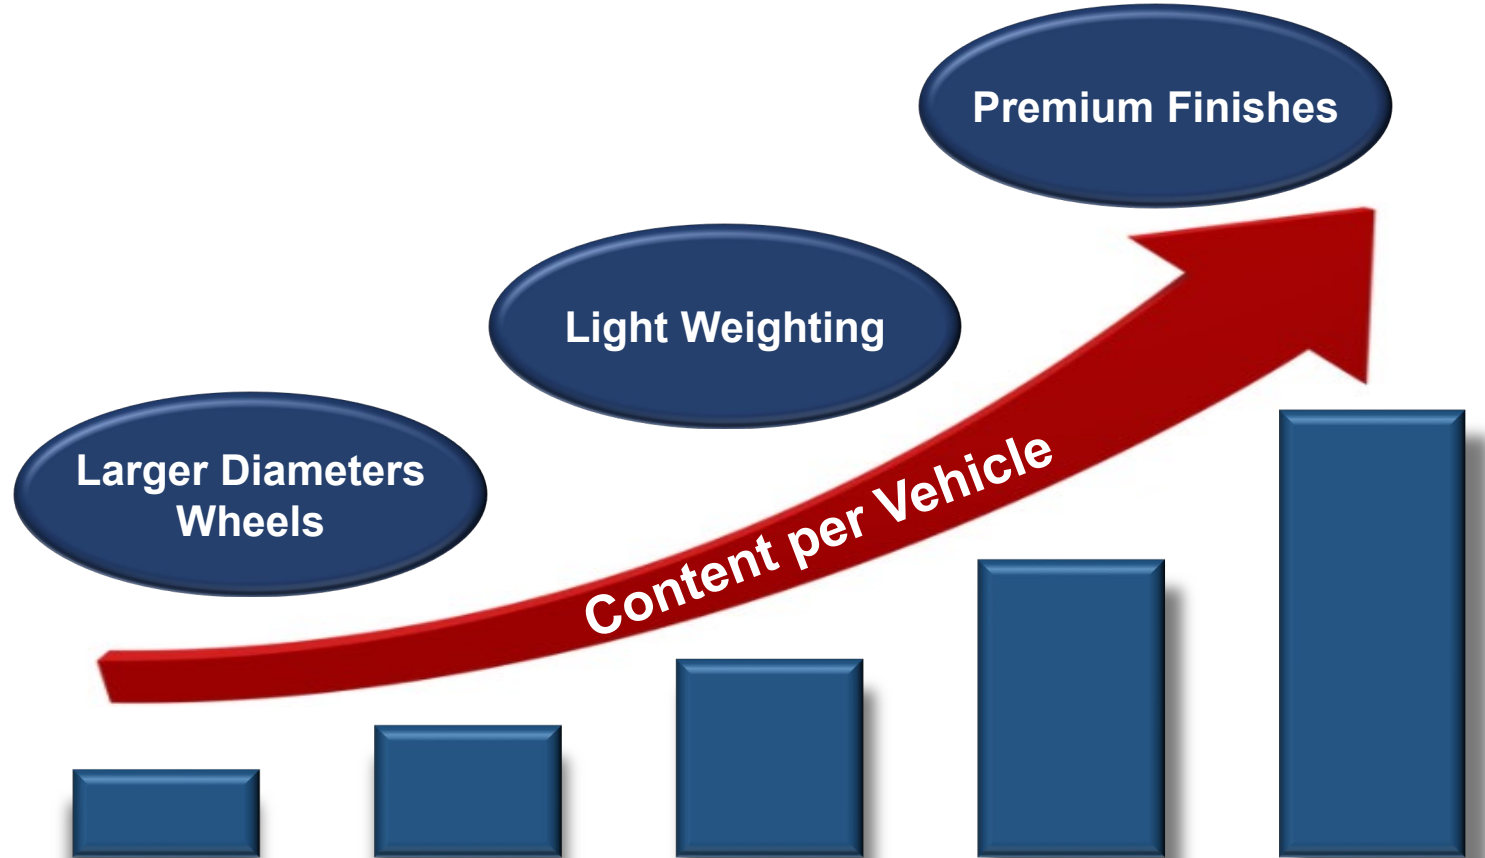 Premium Finishes
Light Weighting
Larger Diameters
Wheels
Content per Vehicle